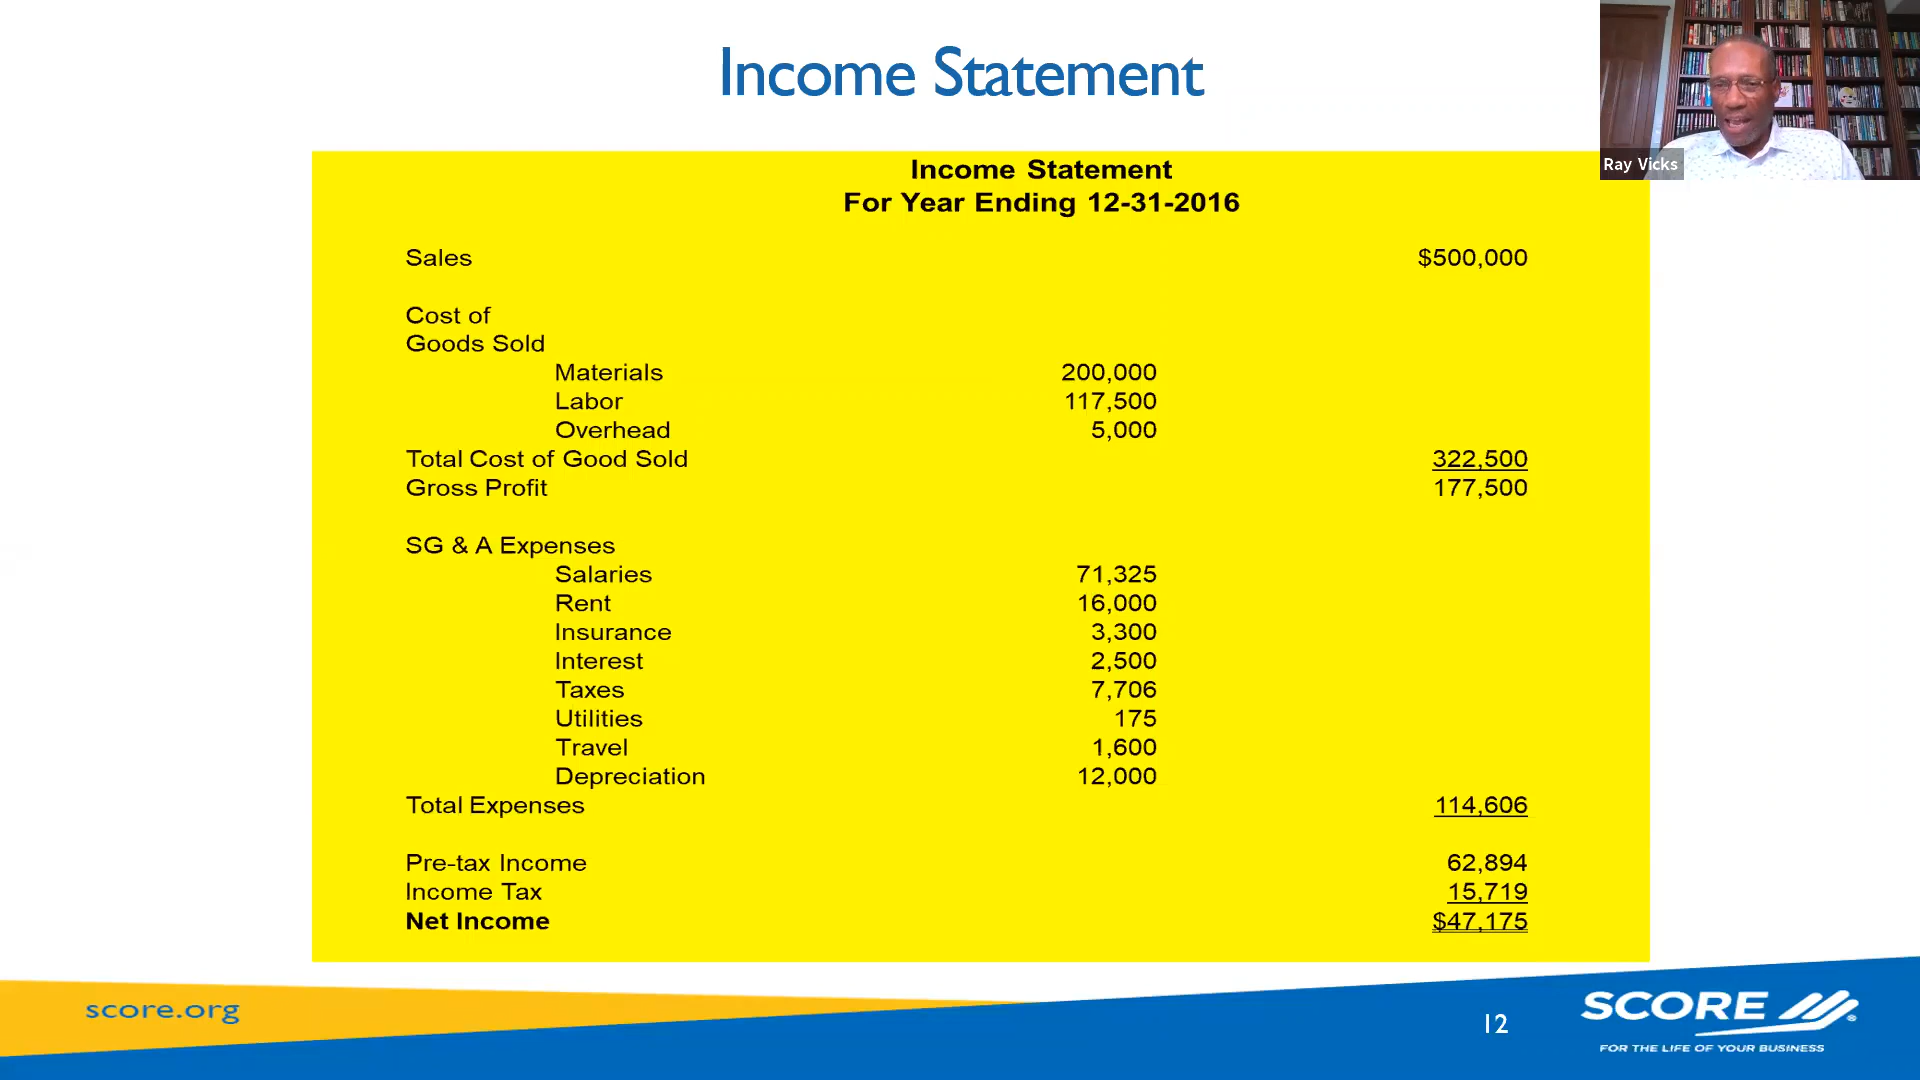 Income Statement
Ray Vicks
Income Statement
For Year Ending 12-31-2016
Sales $500,000
Cost of
Goods Sold
Materials 200,000
Labor 117,500
Overhead 5,000
Total Cost of Good Sold 322,500
Gross Profit 177,500
SG & A Expenses
Salaries 71,325
Rent 16,000
Insurance 3,300
Interest 2,500
Taxes 7,706
Utilities 175
Travel 1,600
Depreciation 12,000
Total Expenses 114,606
Pre-tax Income 62,894
Income Tax 15,719
Net Income $47,175
score.org
12
SCORE ®
FOR THE LIFE OF YOUR BUSINESS